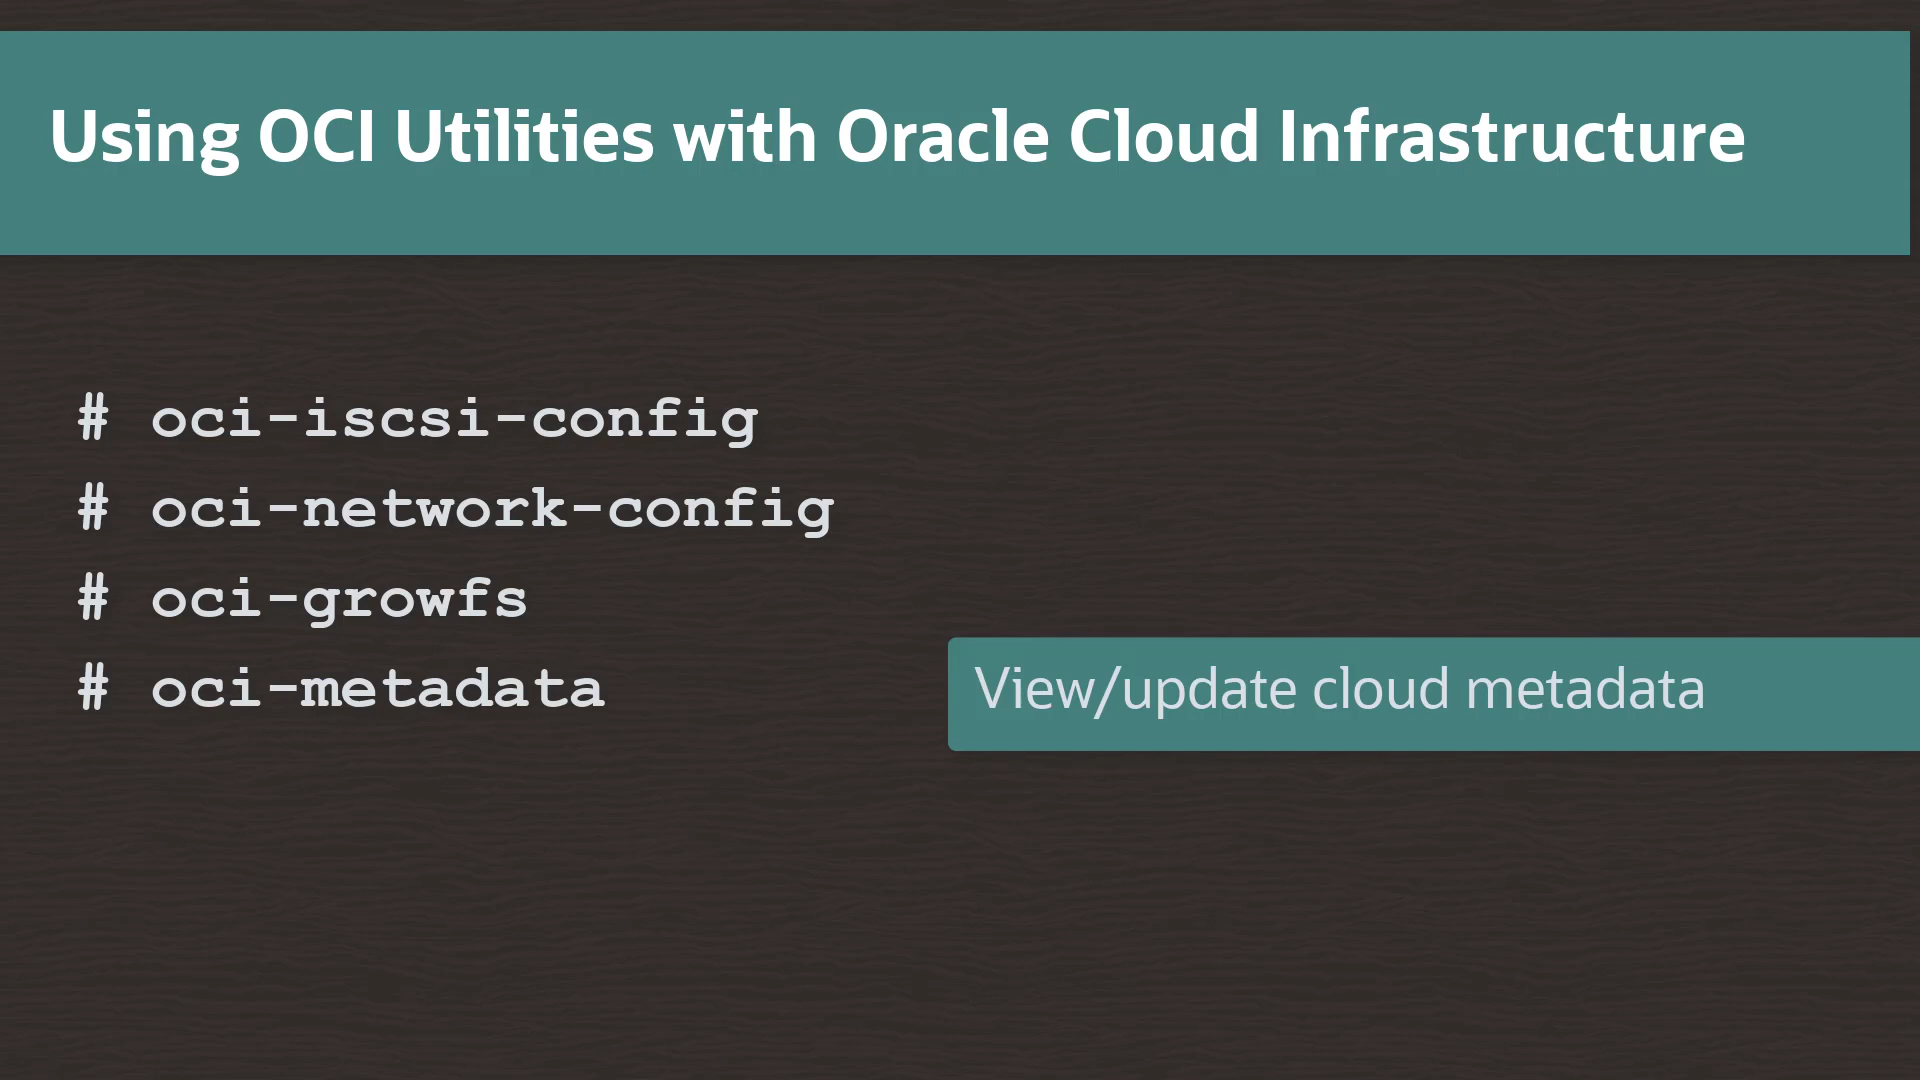 Using OCI Utilities with Oracle Cloud Infrastructure
# oci-iscsi-config
# oci-network-config
# oci-growfs
# oci-metadata
View/update cloud metadata